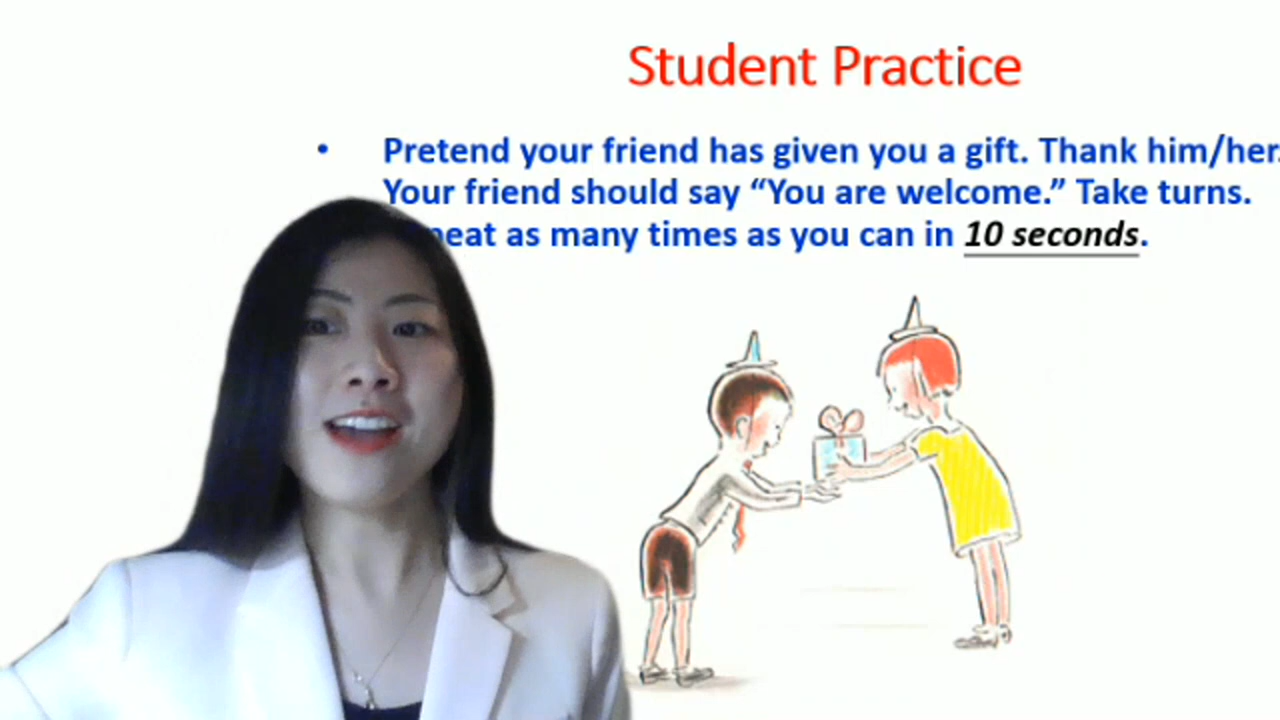 Student Practice
• Pretend your friend has given you a gift. Thank him/her.
Your friend should say “You are welcome.” Take turns.
as many times as you can in 10 seconds.